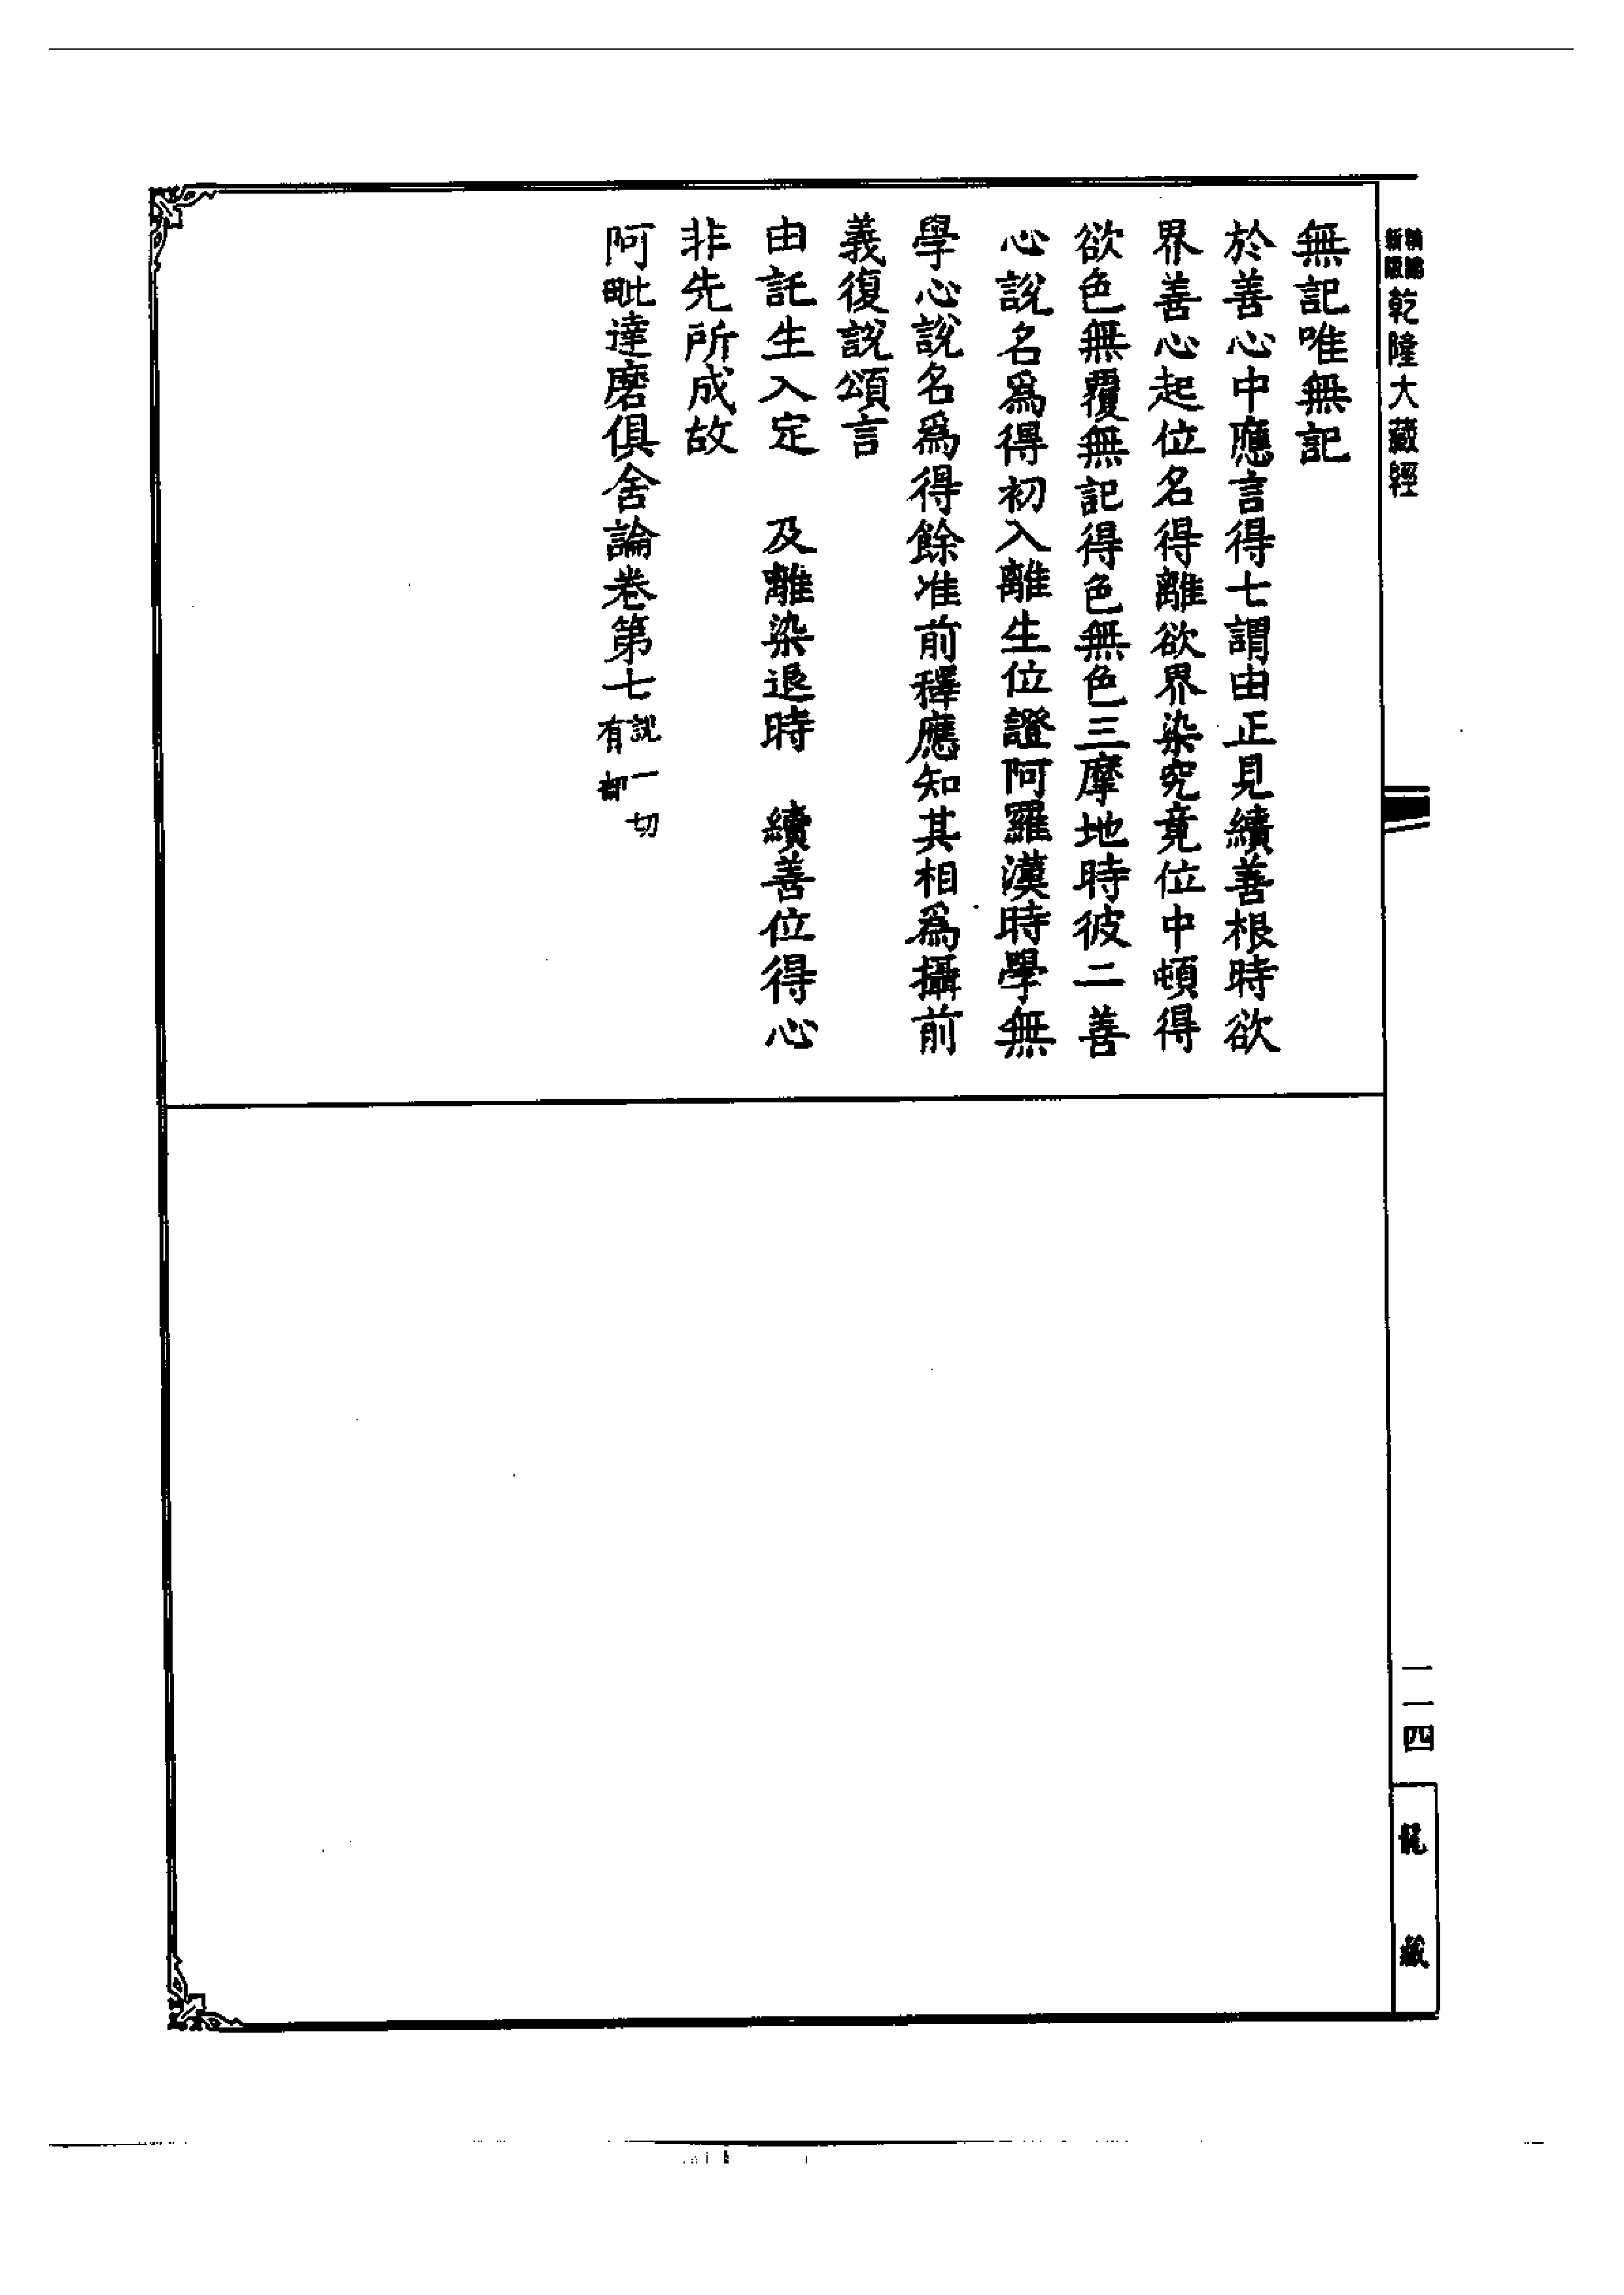 精編新版乾隆大藏經
無記唯無記
於善心中應言得七謂由正見續善根時欲
界善心起位名得離欲界染究竟位中頓得
欲色無覆無記得色無色三摩地時彼二善
心說名爲得初入離生位證阿羅漢時學無
學心說名爲得餘准前釋應知其相爲攝前
義復說頌言
由託生入定　及離染退時　續善位得心
非先所成故
阿毗達磨俱舍論卷第七說一切有部
一一四
龍藏